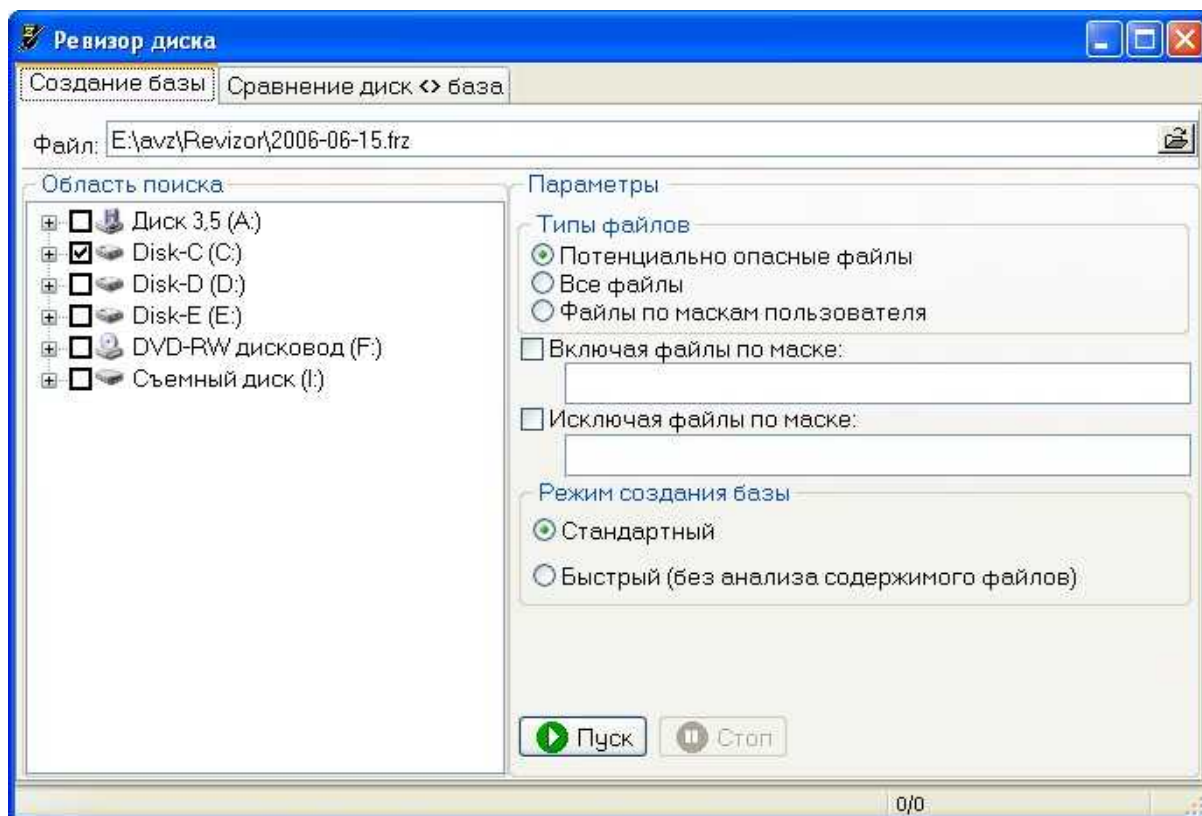 Ревизор диска
Создание базы
Сравнение диск <> база
Файл: E:\avz\Revizor\2006-06-15.frz
Область поиска
Диск 3,5 (A:)
Disk-C (C:)
Disk-D (D:)
Disk-E (E:)
DVD-RW дисковод (F:)
Съемный диск (I:)
Параметры
Типы файлов
Потенциально опасные файлы
Все файлы
Файлы по маскам пользователя
Включая файлы по маске:
Исключая файлы по маске:
Режим создания базы
Стандартный
Быстрый (без анализа содержимого файлов)
Пуск
Стоп
0/0